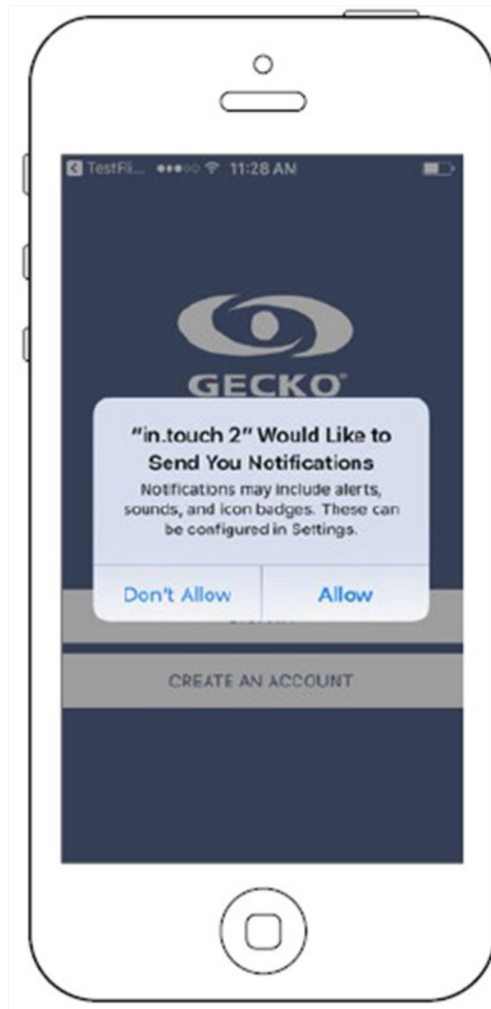 TestFli... 11:28 AM
GECKO®
"in.touch 2" Would Like to
Send You Notifications
Notifications may include alerts,
sounds, and icon badges. These can
be configured in Settings.
Don't Allow Allow
CREATE AN ACCOUNT